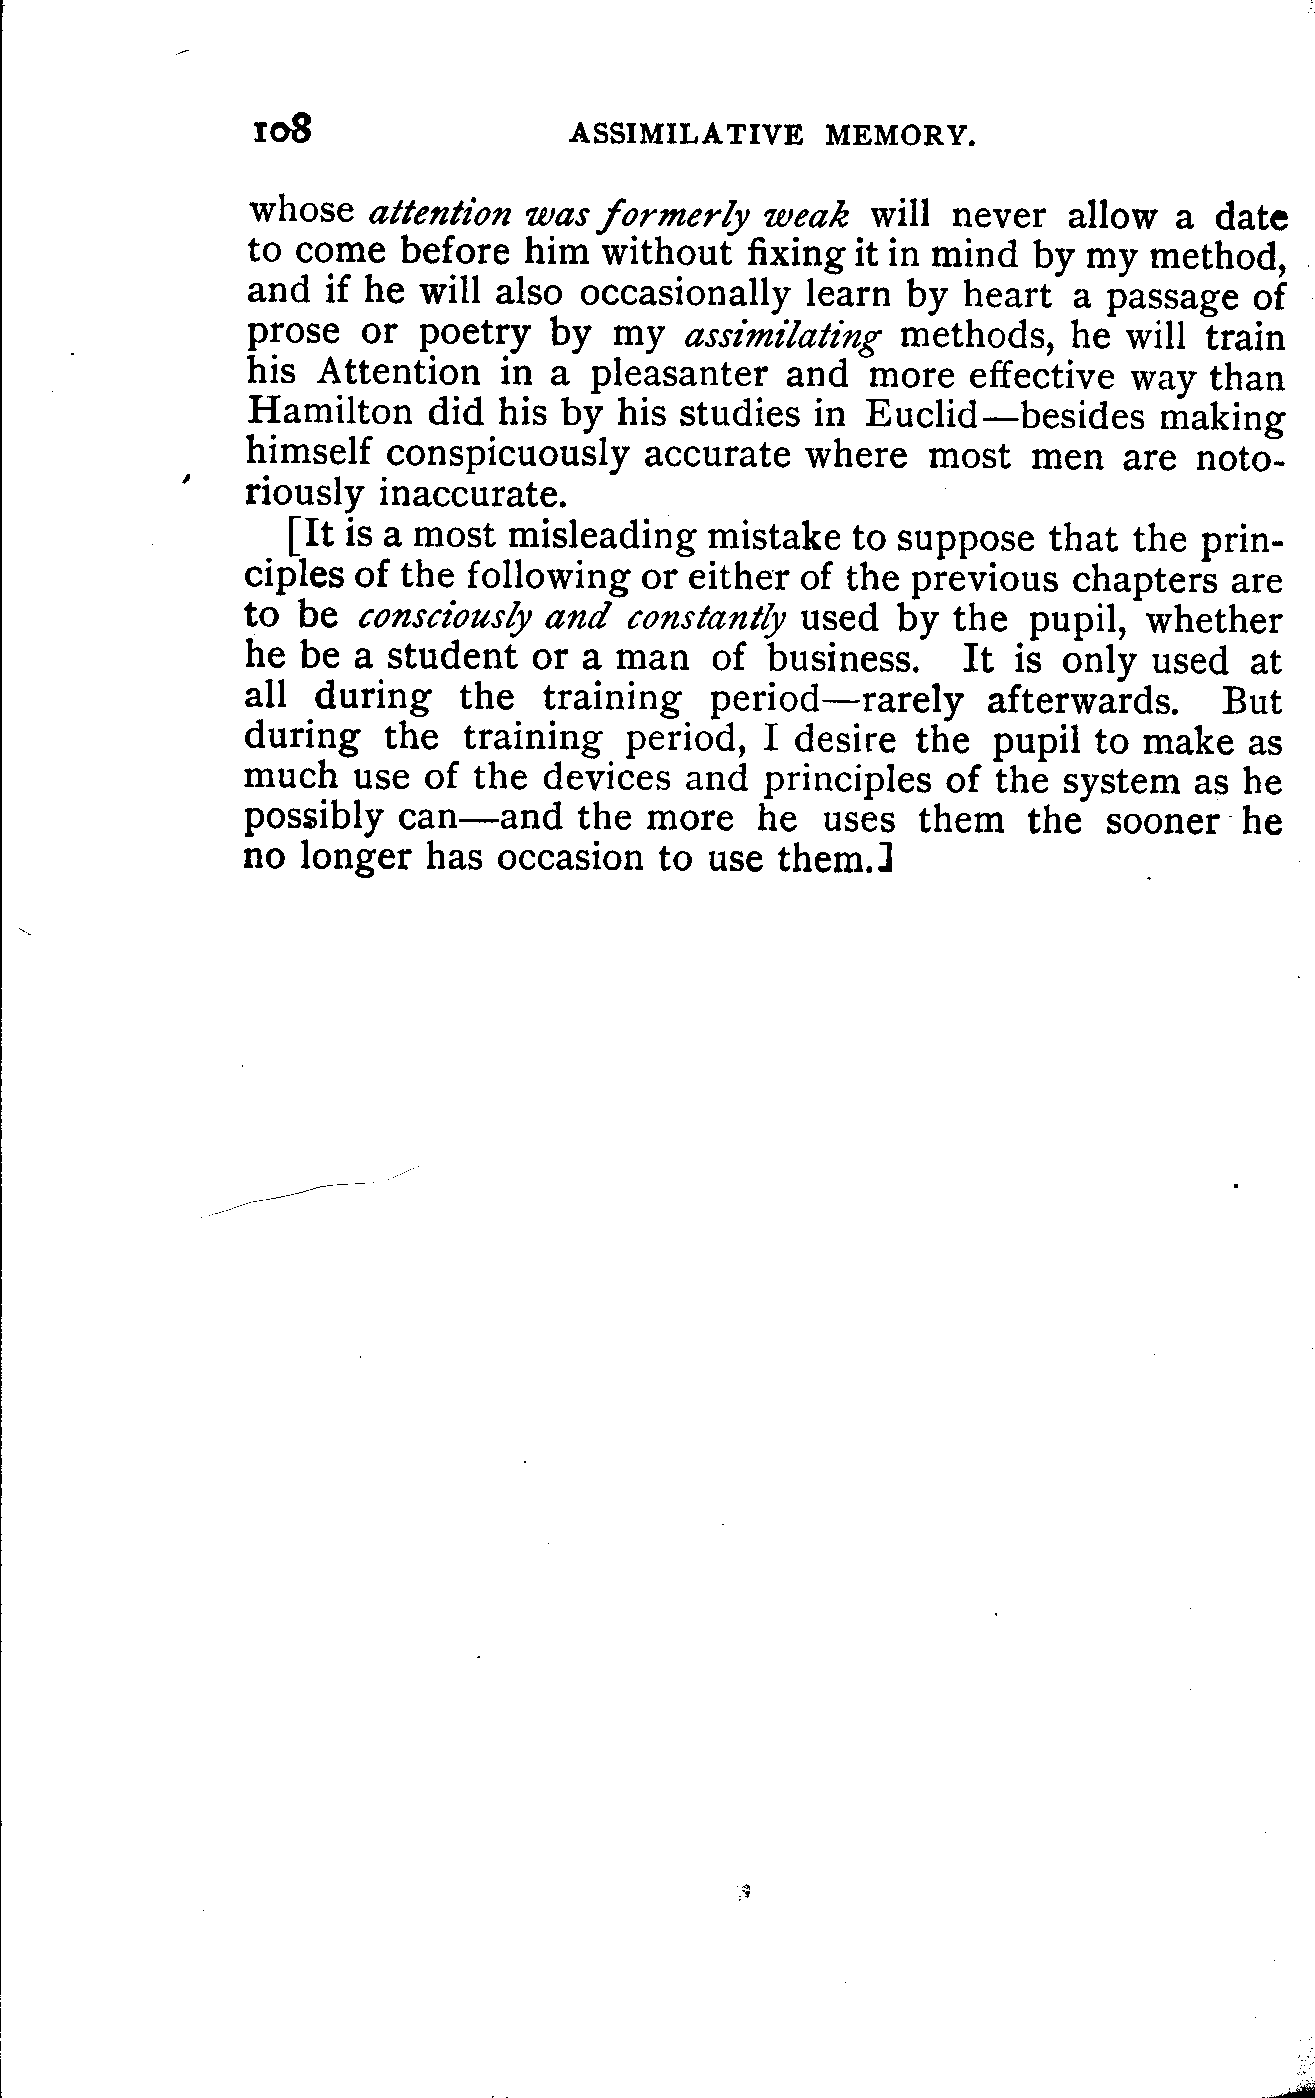 108 ASSIMILATIVE MEMORY.
whose attention was formerly weak will never allow a date
to come before him without fixing it in mind by my method,
and if he will also occasionally learn by heart a passage of
prose or poetry by my assimilating methods, he will train
his Attention in a pleasanter and more effective way than
Hamilton did his by his studies in Euclid—besides making
himself conspicuously accurate where most men are noto-
riously inaccurate.
[It is a most misleading mistake to suppose that the prin-
ciples of the following or either of the previous chapters are
to be consciously and constantly used by the pupil, whether
he be a student or a man of business. It is only used at
all during the training period—rarely afterwards. But
during the training period, I desire the pupil to make as
much use of the devices and principles of the system as he
possibly can—and the more he uses them the sooner he
no longer has occasion to use them.]